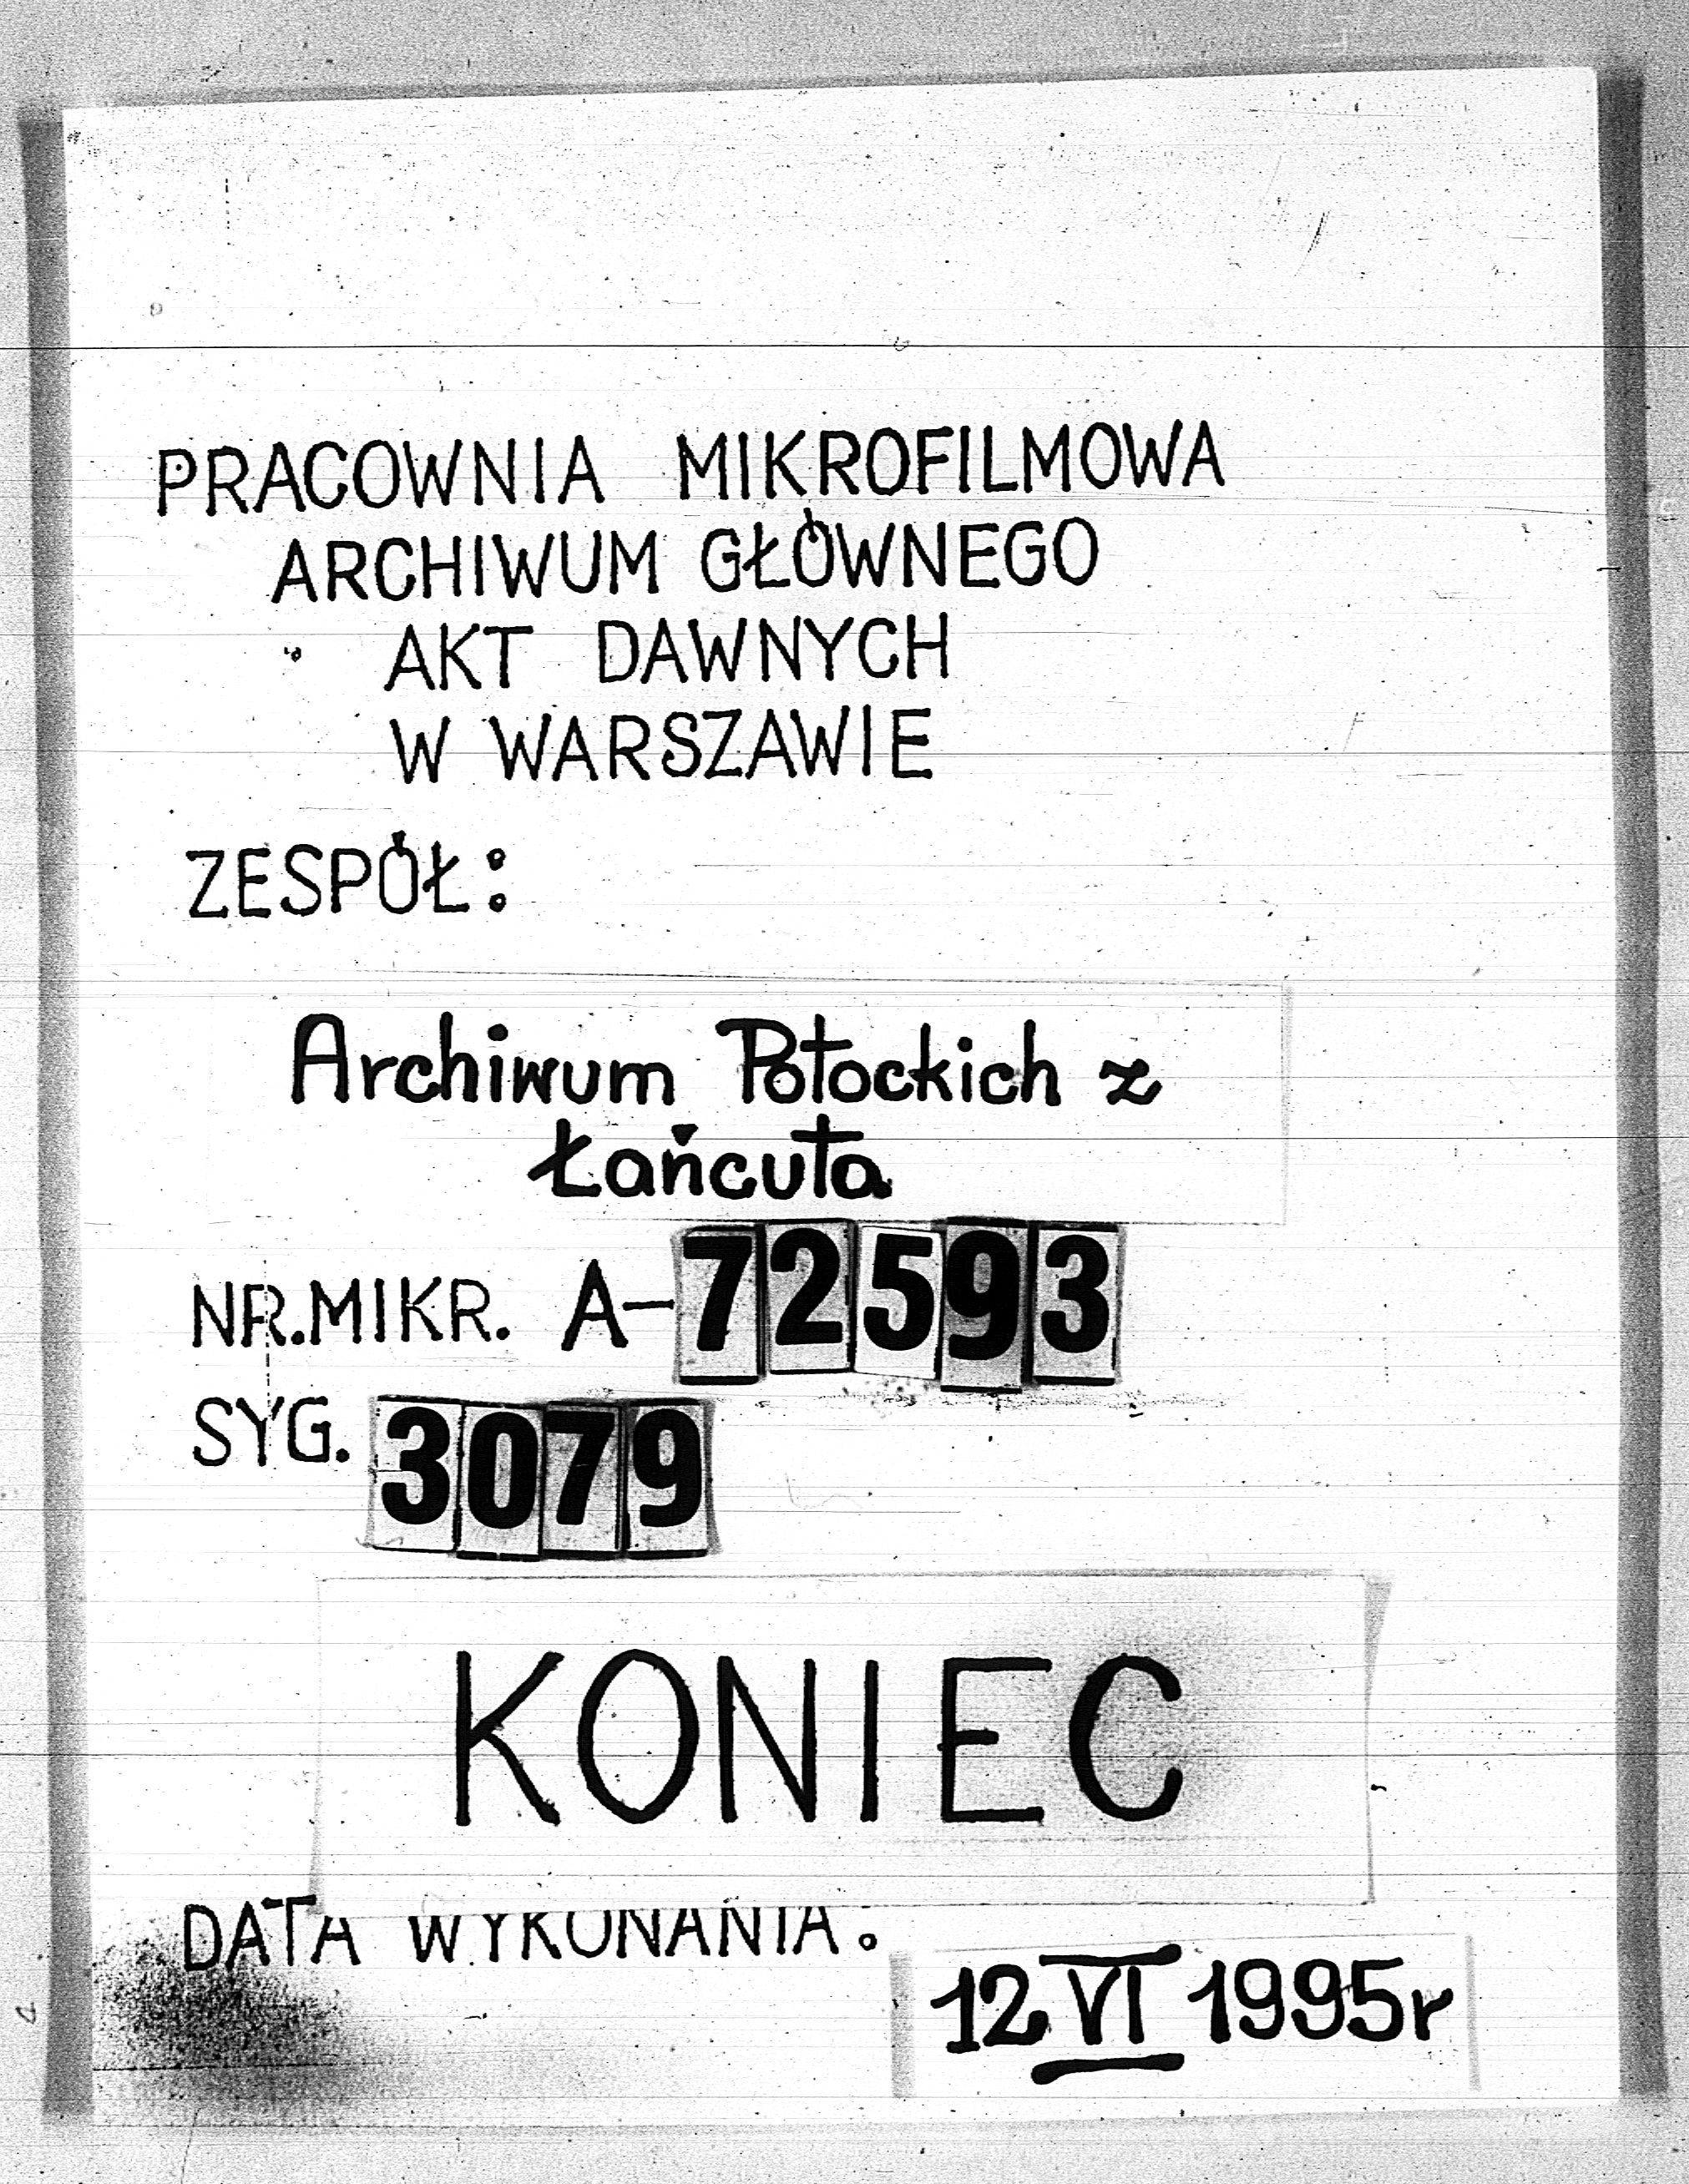 PRACOWNIA MIKROFILMOWA
ARCHIWUM GŁÓWNEGO
AKT DAWNYCH
W WARSZAWIE
ZESPÓŁ:
Archiwum Potockich z
Łańcuta
NR.MIKR. A-72593
SYG. 3079
KONIEC
DATA WYKONANIA:
12 VI 1995r